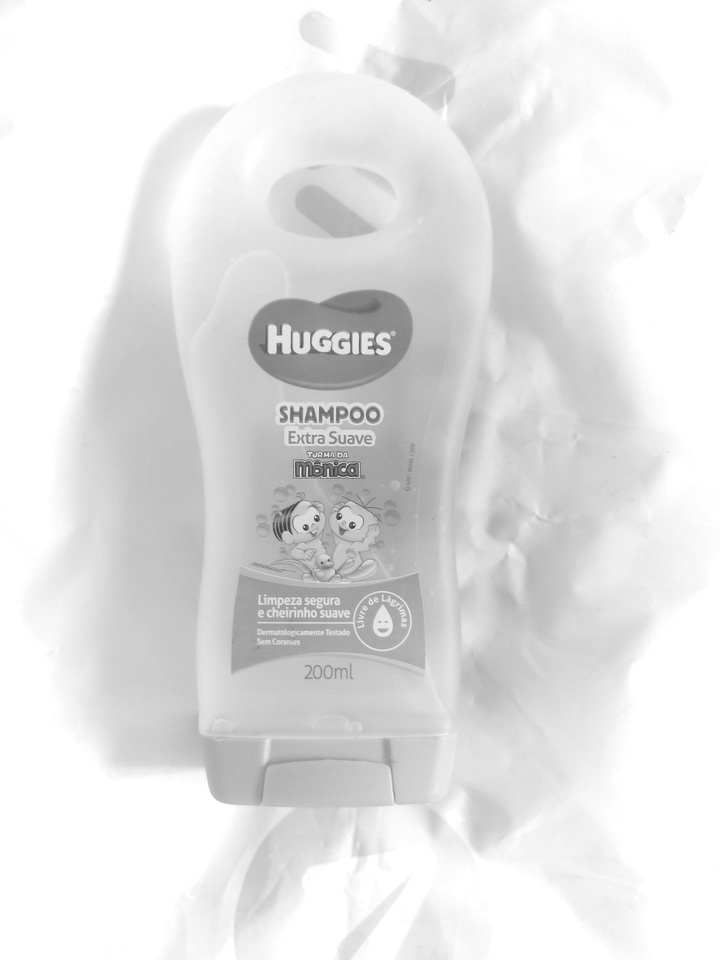 HUGGIES®
SHAMPOO
Extra Suave
TURMA DA
Mônica
Limpeza segura
e cheirinho suave
Dermatologicamente Testado
Sem Corantes
Livre de Lágrimas
200ml